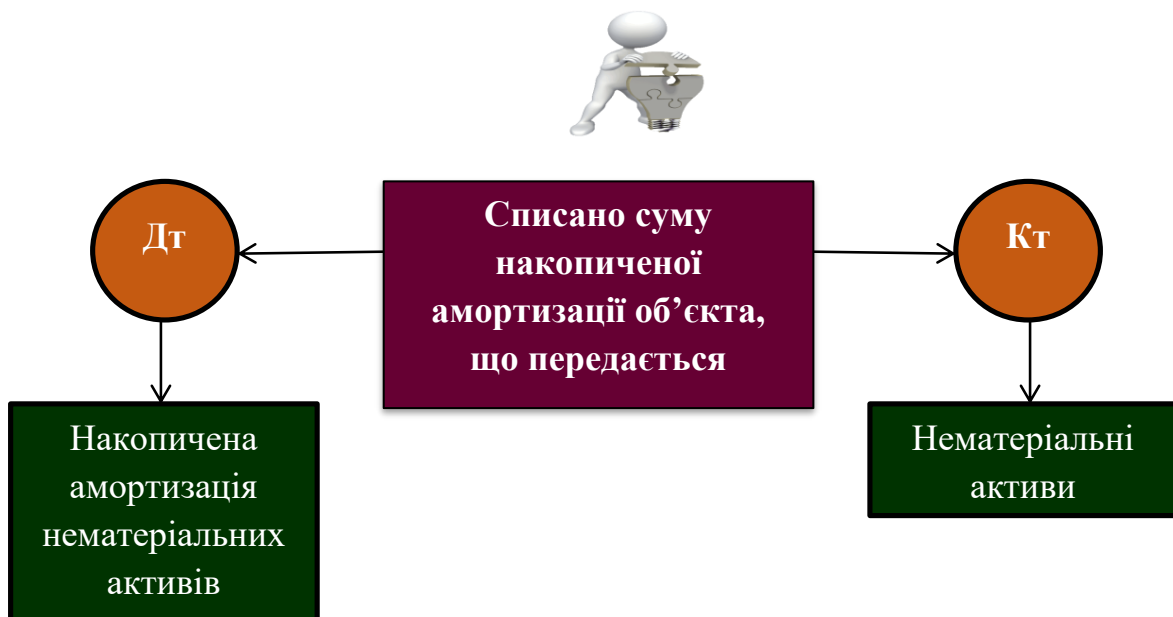 Дт
Списано суму
накопиченої
амортизації об’єкта,
що передається
Кт
Накопичена
амортизація
нематеріальних
активів
Нематеріальні
активи